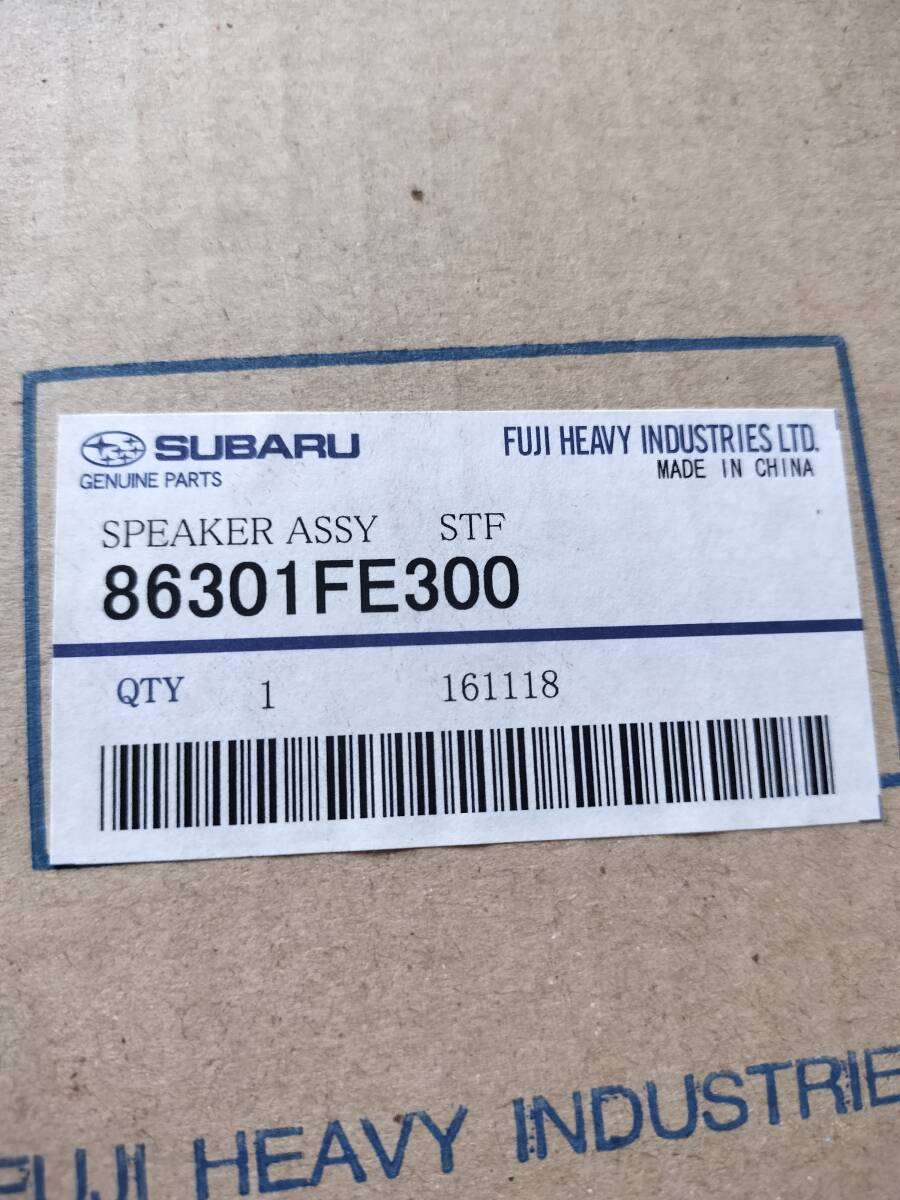 SUBARU
GENUINE PARTS
FUJI HEAVY INDUSTRIES LTD.
MADE IN CHINA
SPEAKER ASSY STF
86301FE300
QTY 1 161118
FUJI HEAVY INDUSTRIE